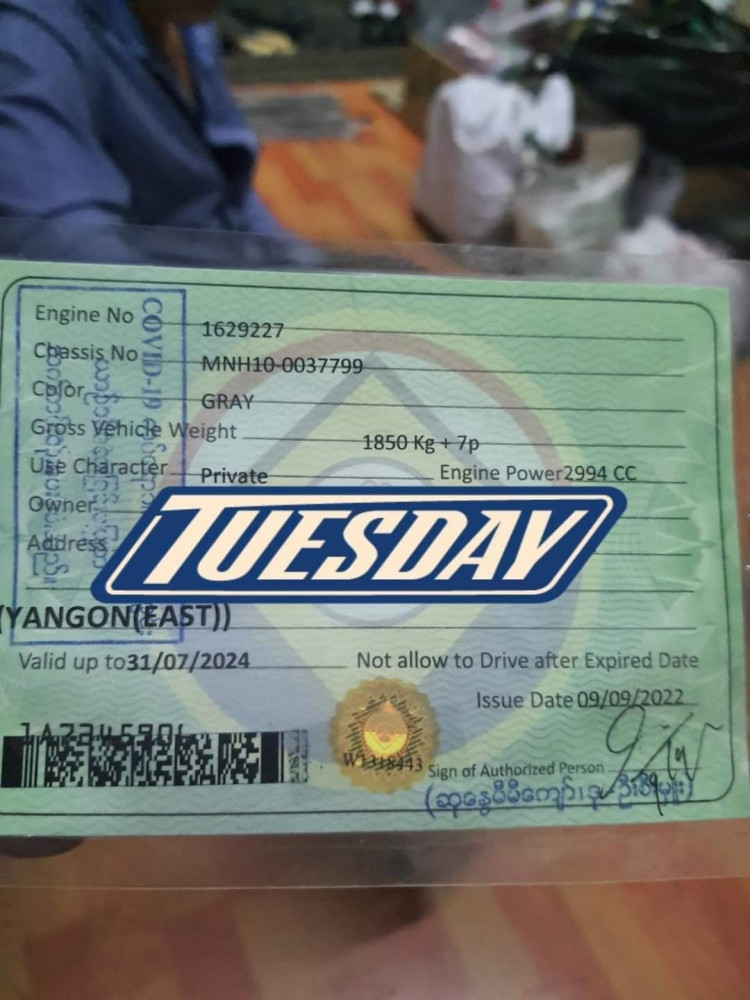 Engine No 1629227
Chassis No MNH10-0037799
Color GRAY
Gross Vehicle Weight 1850 Kg + 7p
Use Character Private Engine Power2994 CC
Owner
Address
TUESDAY
(YANGON(EAST))
Valid up to31/07/2024 Not allow to Drive after Expired Date
Issue Date 09/09/2022
W1318443 Sign of Authorized Person
COVID-19